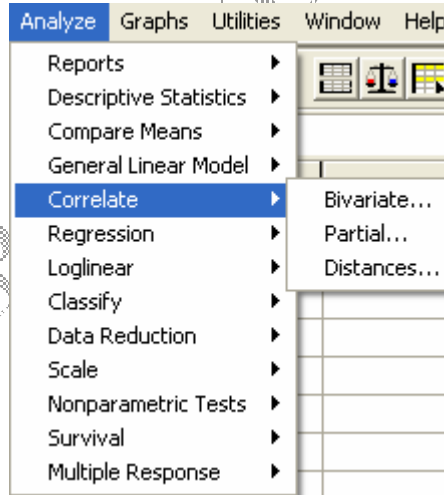 Analyze Graphs Utilities Window Help
Reports
Descriptive Statistics
Compare Means
General Linear Model
Correlate
Bivariate...
Regression
Partial...
Loglinear
Distances...
Classify
Data Reduction
Scale
Nonparametric Tests
Survival
Multiple Response